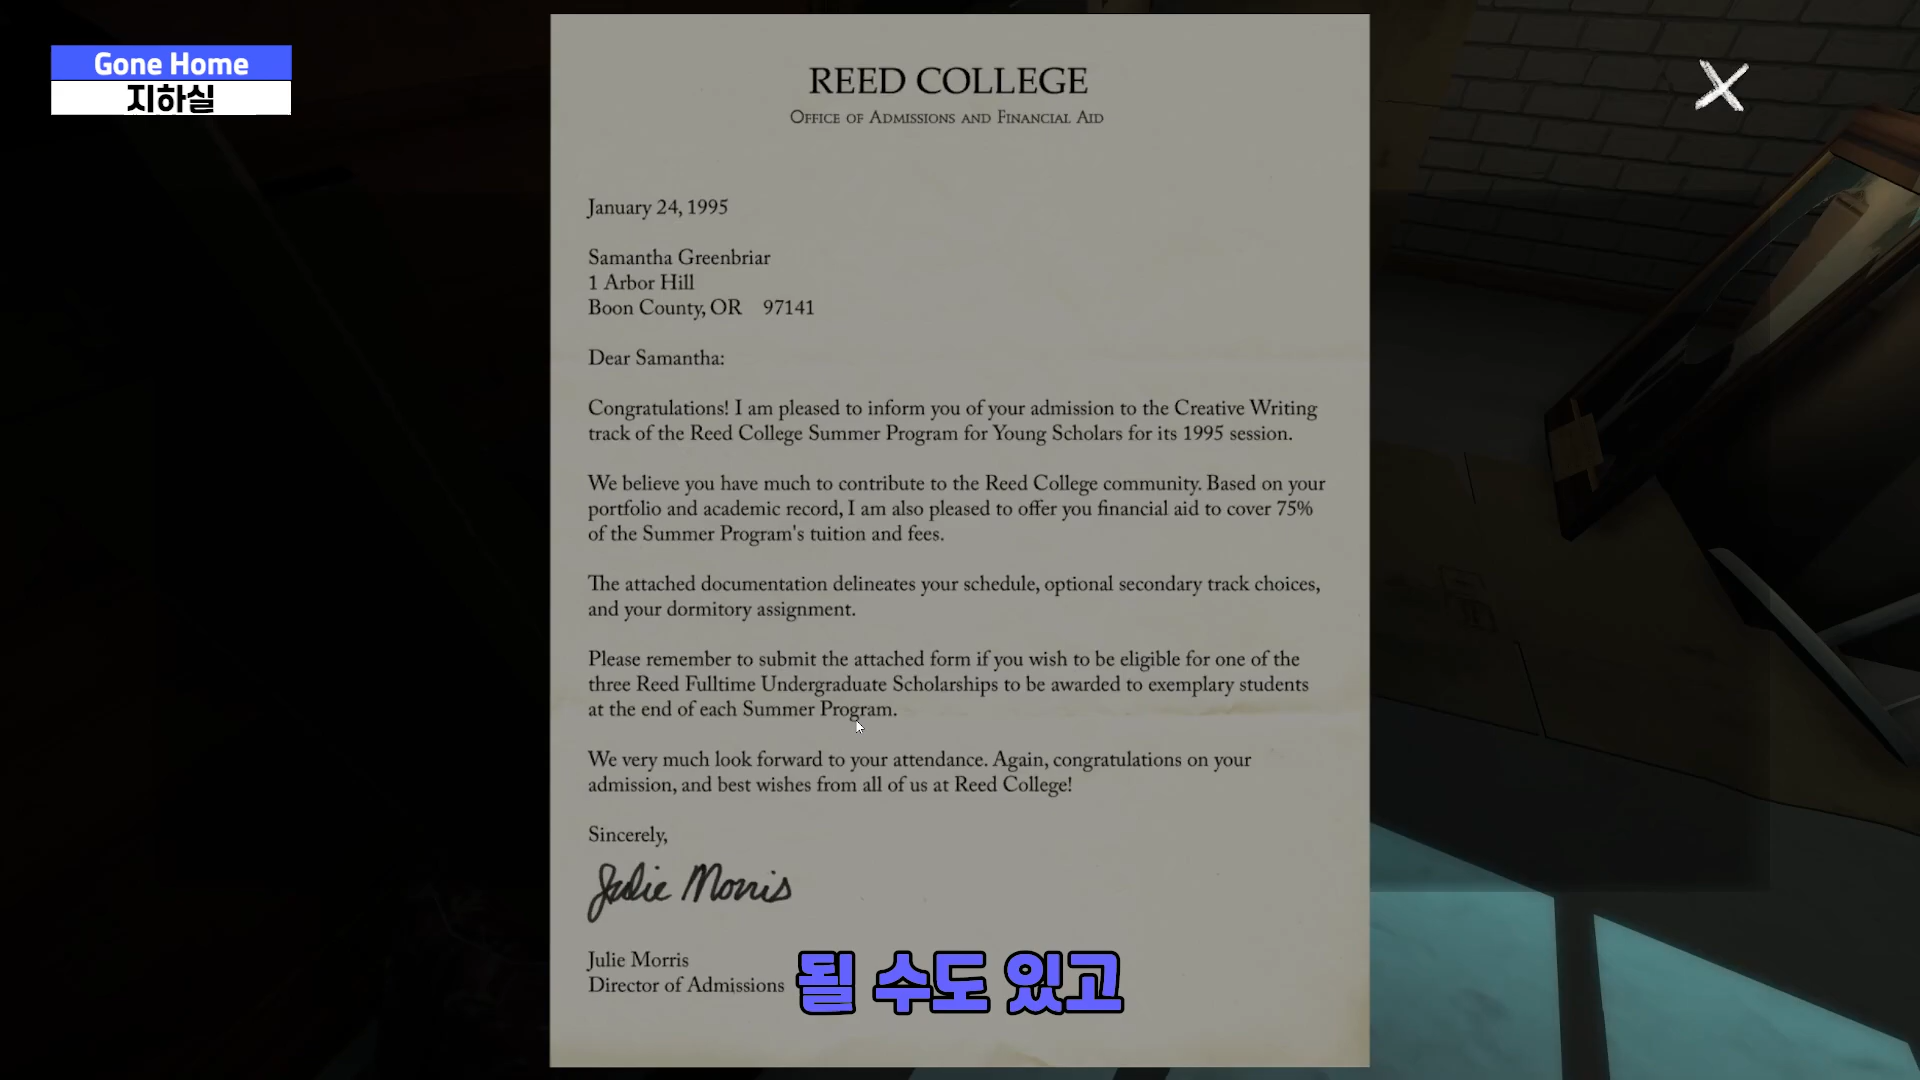 Gone Home
지하실
REED COLLEGE
Office of Admissions and Financial Aid
January 24, 1995
Samantha Greenbriar
1 Arbor Hill
Boon County, OR 97141
Dear Samantha:
Congratulations! I am pleased to inform you of your admission to the Creative Writing
track of the Reed College Summer Program for Young Scholars for its 1995 session.
We believe you have much to contribute to the Reed College community. Based on your
portfolio and academic record, I am also pleased to offer you financial aid to cover 75%
of the Summer Program's tuition and fees.
The attached documentation delineates your schedule, optional secondary track choices,
and your dormitory assignment.
Please remember to submit the attached form if you wish to be eligible for one of the
three Reed Fulltime Undergraduate Scholarships to be awarded to exemplary students
at the end of each Summer Program.
We very much look forward to your attendance. Again, congratulations on your
admission, and best wishes from all of us at Reed College!
Sincerely,
Julie Morris
Julie Morris
Director of Admissions
될 수도 있고